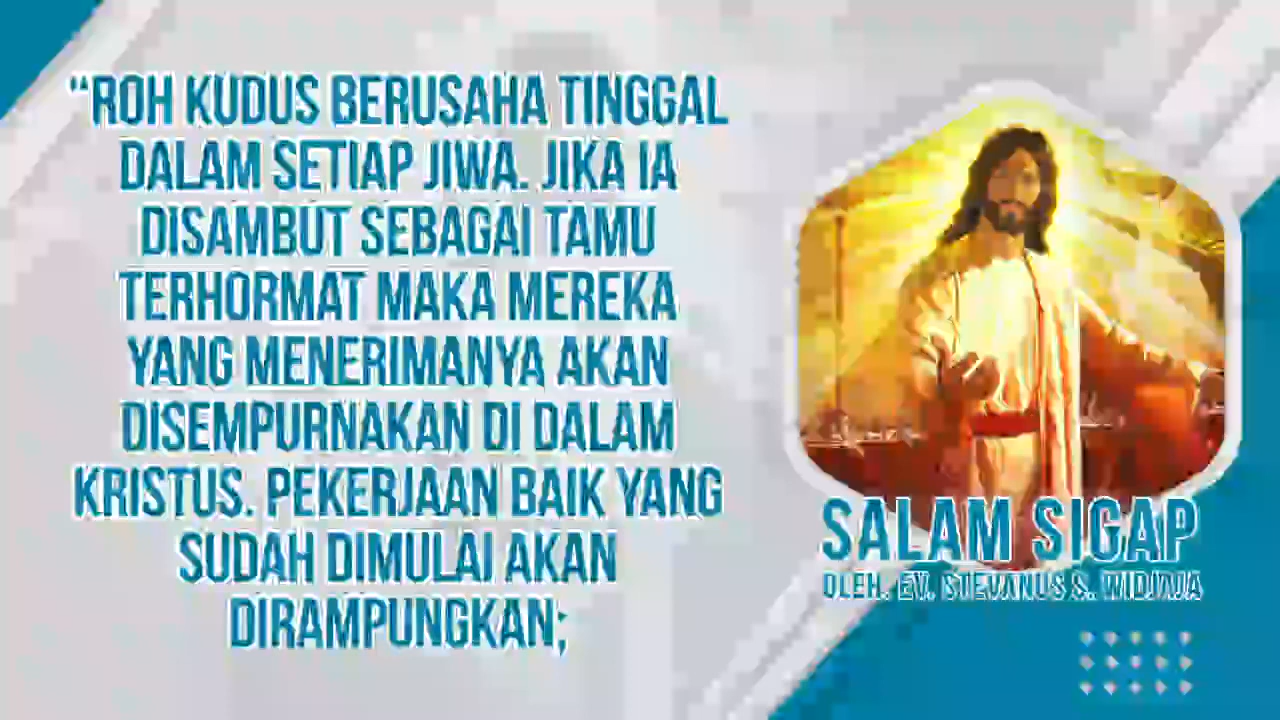 “ROH KUDUS BERUSAHA TINGGAL
DALAM SETIAP JIWA. JIKA IA
DISAMBUT SEBAGAI TAMU
TERHORMAT MAKA MEREKA
YANG MENERIMANYA AKAN
DISEMPURNAKAN DI DALAM
KRISTUS. PEKERJAAN BAIK YANG
SUDAH DIMULAI AKAN
DIRAMPUNGKAN;
SALAM SIGAP
OLEH. EV. STEVANUS S. WIDJAJA